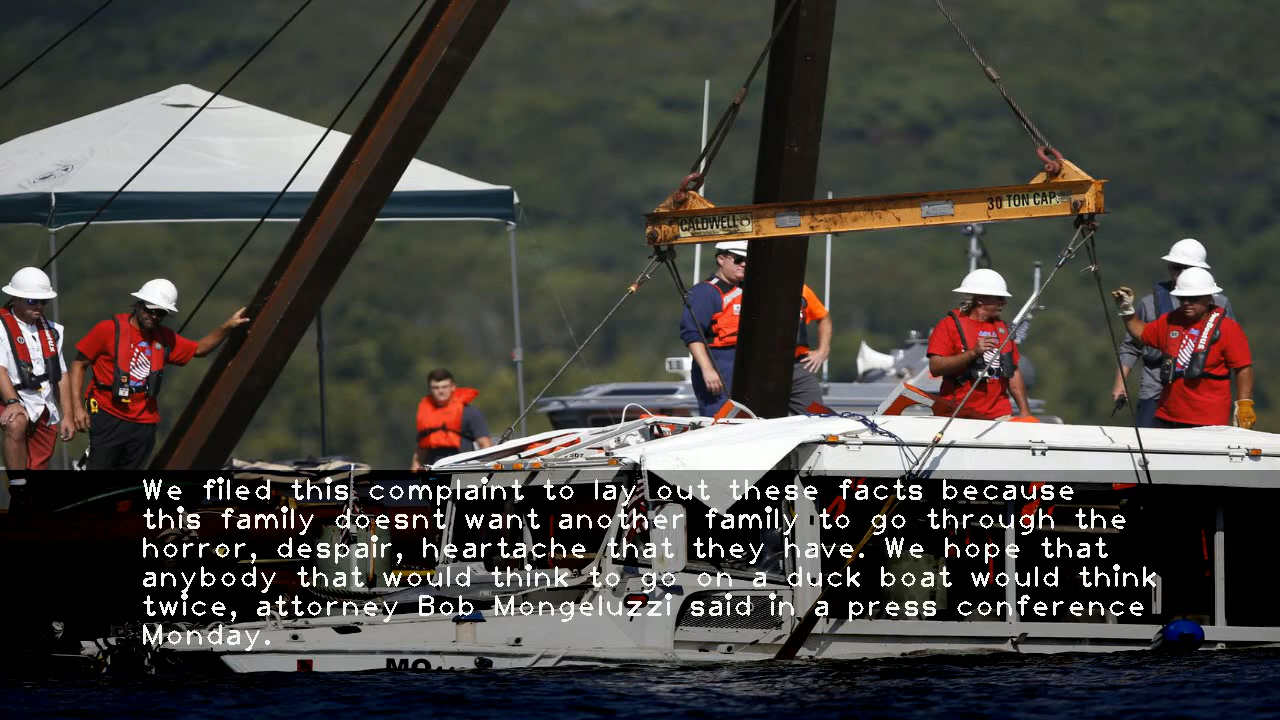 CALDWELL
30 TON CAP.
We filed this complaint to lay out these facts because
this family doesnt want another family to go through the
horror, despair, heartache that they have. We hope that
anybody that would think to go on a duck boat would think
twice, attorney Bob Mongeluzzi said in a press conference
Monday.
MO